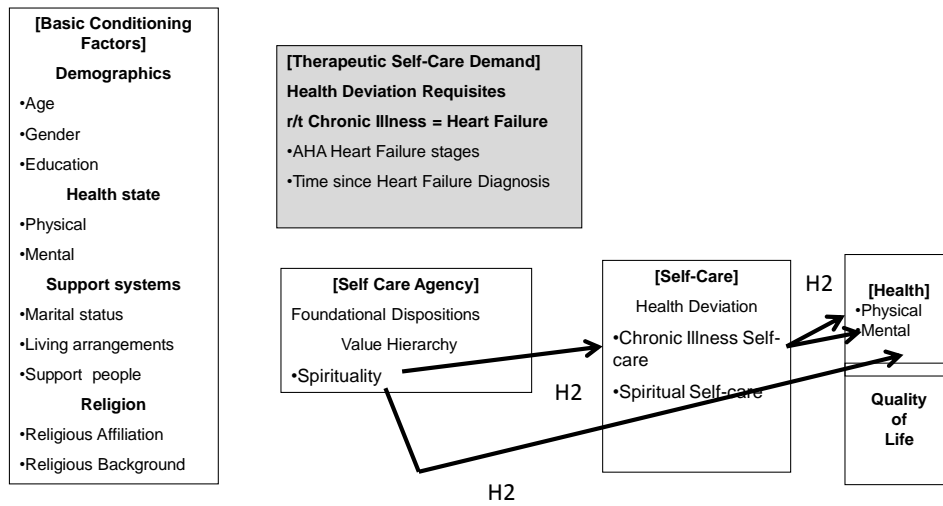 [Basic Conditioning
Factors]
Demographics
•Age
•Gender
•Education
Health state
•Physical
•Mental
Support systems
•Marital status
•Living arrangements
•Support people
Religion
•Religious Affiliation
•Religious Background
[Therapeutic Self-Care Demand]
Health Deviation Requisites
r/t Chronic Illness = Heart Failure
•AHA Heart Failure stages
•Time since Heart Failure Diagnosis
[Self Care Agency]
Foundational Dispositions
Value Hierarchy
•Spirituality
H2
[Self-Care]
Health Deviation
•Chronic Illness Self-
care
•Spiritual Self-care
H2
[Health]
•Physical
•Mental
Quality
of
Life
H2